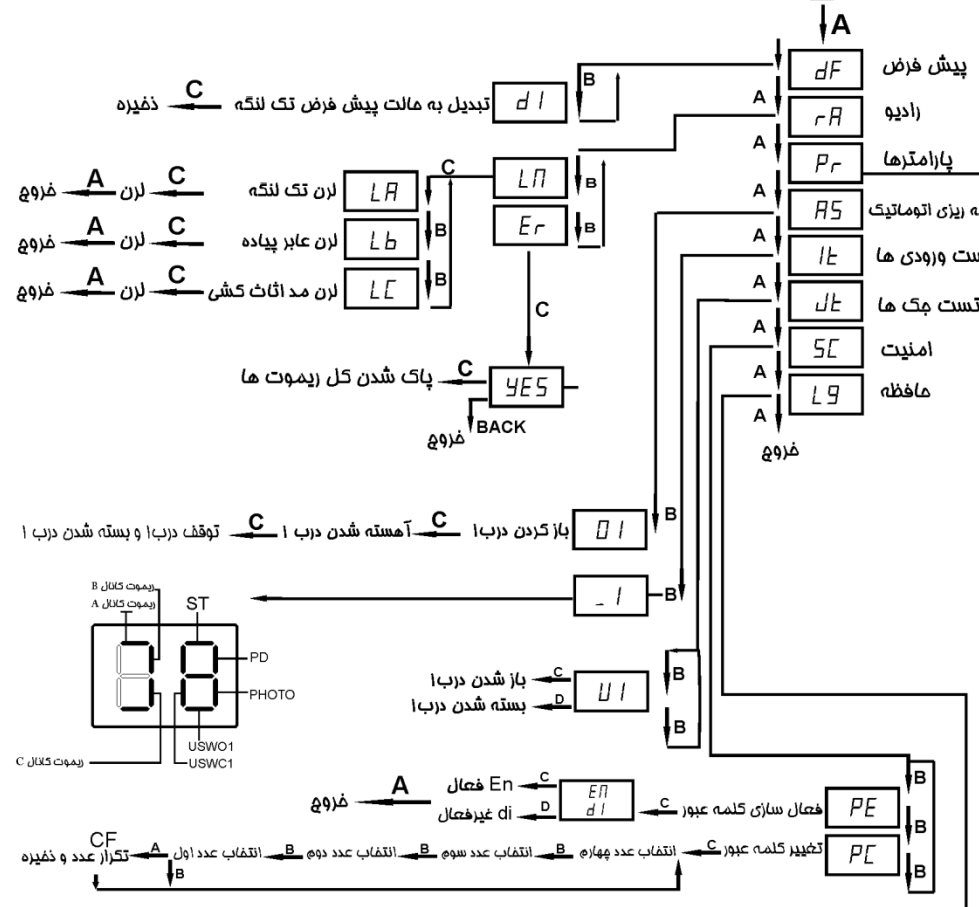 A
dF پیش فرض
B
d1 تبدیل به حالت پیش فرض تک لنگه C ذخیره
A
rA رادیو
A
Pr پارامترها
A
AS ه ریزی اتوماتیک
A
It ست ورودی ها
A
Jt تست جک ها
A
SC امنیت
A
L9 حافظه
A
خروج
C
LA لرن تک لنگه C لرن A خروج
B
Lb لرن عابر پیاده C لرن A خروج
B
LC لرن مد اثاث کشی C لرن A خروج
Ln
B
Er
B
C
YES C پاک شدن کل ریموت ها
BACK
خروج
B
O1 باز کردن درب۱ C آهسته شدن درب ۱ C توقف درب۱ و بسته شدن درب ۱
B
_ 1
ریموت کانال B
ریموت کانال A
ST
PD
PHOTO
USWO1
USWC1
ریموت کانال C
B
U1
C باز شدن درب۱
D بسته شدن درب۱
B
B
PE فعال سازی کلمه عبور C
En
d1
C En فعال
D di غیرفعال
A خروج
B
PC تغییر کلمه عبور C انتخاب عدد چهارم B انتخاب عدد سوم B انتخاب عدد دوم B انتخاب عدد اول A CF تکرار عدد و ذخیره
B
B